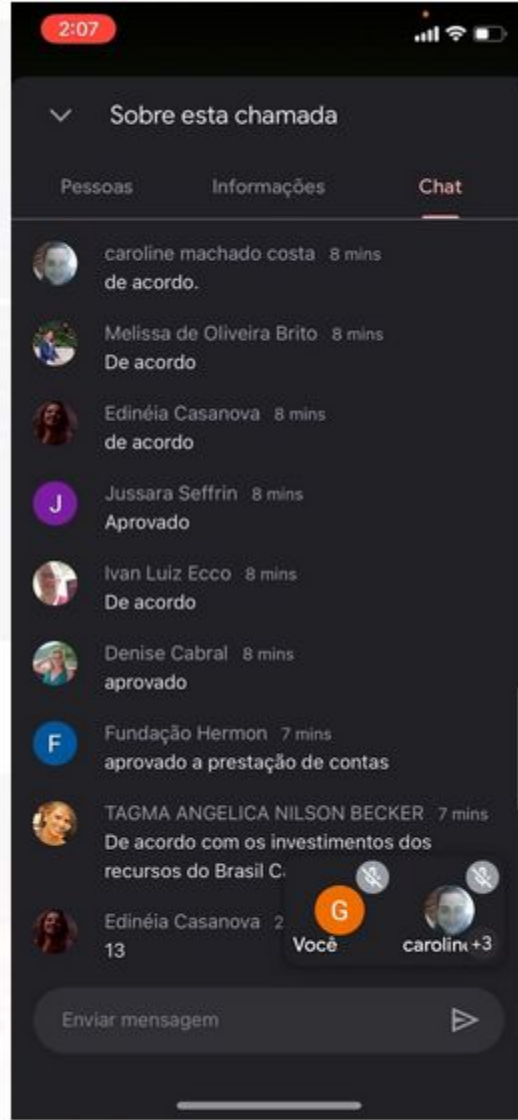 2:07
Sobre esta chamada
Pessoas Informações Chat
caroline machado costa 8 mins
de acordo.
Melissa de Oliveira Brito 8 mins
De acordo
Edinéia Casanova 8 mins
de acordo
J
Jussara Seffrin 8 mins
Aprovado
Ivan Luiz Ecco 8 mins
De acordo
Denise Cabral 8 mins
aprovado
F
Fundação Hermon 7 mins
aprovado a prestação de contas
TAGMA ANGELICA NILSON BECKER 7 mins
De acordo com os investimentos dos
recursos do Brasil
Edinéia Casanova 2
13
G
Você caroline +3
Enviar mensagem